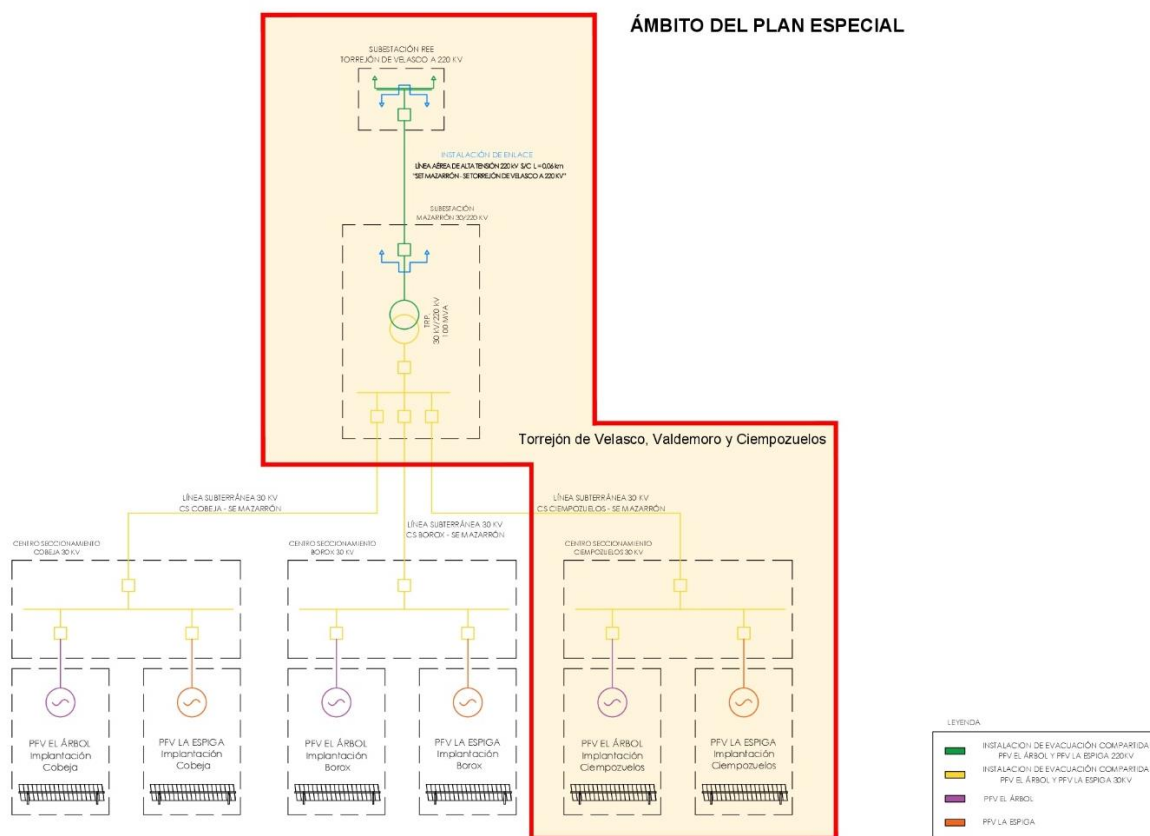 ÁMBITO DEL PLAN ESPECIAL
SUBESTACIÓN REE
TORREJÓN DE VELASCO A 220 KV
INSTALACIÓN DE ENLACE
LÍNEA AÉREA DE ALTA TENSIÓN 220 kV S/C L=0,06 km
"SET MAZARRÓN - SE TORREJÓN DE VELASCO A 220 KV"
SUBESTACIÓN
MAZARRÓN 30/220 KV
TRP.
30 KV/220 KV
100 MVA
Torrejón de Velasco, Valdemoro y Ciempozuelos
LÍNEA SUBTERRÁNEA 30 KV
CS COBEJA - SE MAZARRÓN
LÍNEA SUBTERRÁNEA 30 KV
CS BOROX - SE MAZARRÓN
LÍNEA SUBTERRÁNEA 30 KV
CS CIEMPOZUELOS - SE MAZARRÓN
CENTRO SECCIONAMIENTO
COBEJA 30 KV
CENTRO SECCIONAMIENTO
BOROX 30 KV
CENTRO SECCIONAMIENTO
CIEMPOZUELOS 30 KV
PFV EL ÁRBOL
Implantación
Cobeja
PFV LA ESPIGA
Implantación
Cobeja
PFV EL ÁRBOL
Implantación
Borox
PFV LA ESPIGA
Implantación
Borox
PFV EL ÁRBOL
Implantación
Ciempozuelos
PFV LA ESPIGA
Implantación
Ciempozuelos
LEYENDA
INSTALACION DE EVACUACIÓN COMPARTIDA
PFV EL ÁRBOL Y PFV LA ESPIGA 220KV
INSTALACION DE EVACUACIÓN COMPARTIDA
PFV EL ÁRBOL Y PFV LA ESPIGA 30KV
PFV EL ÁRBOL
PFV LA ESPIGA